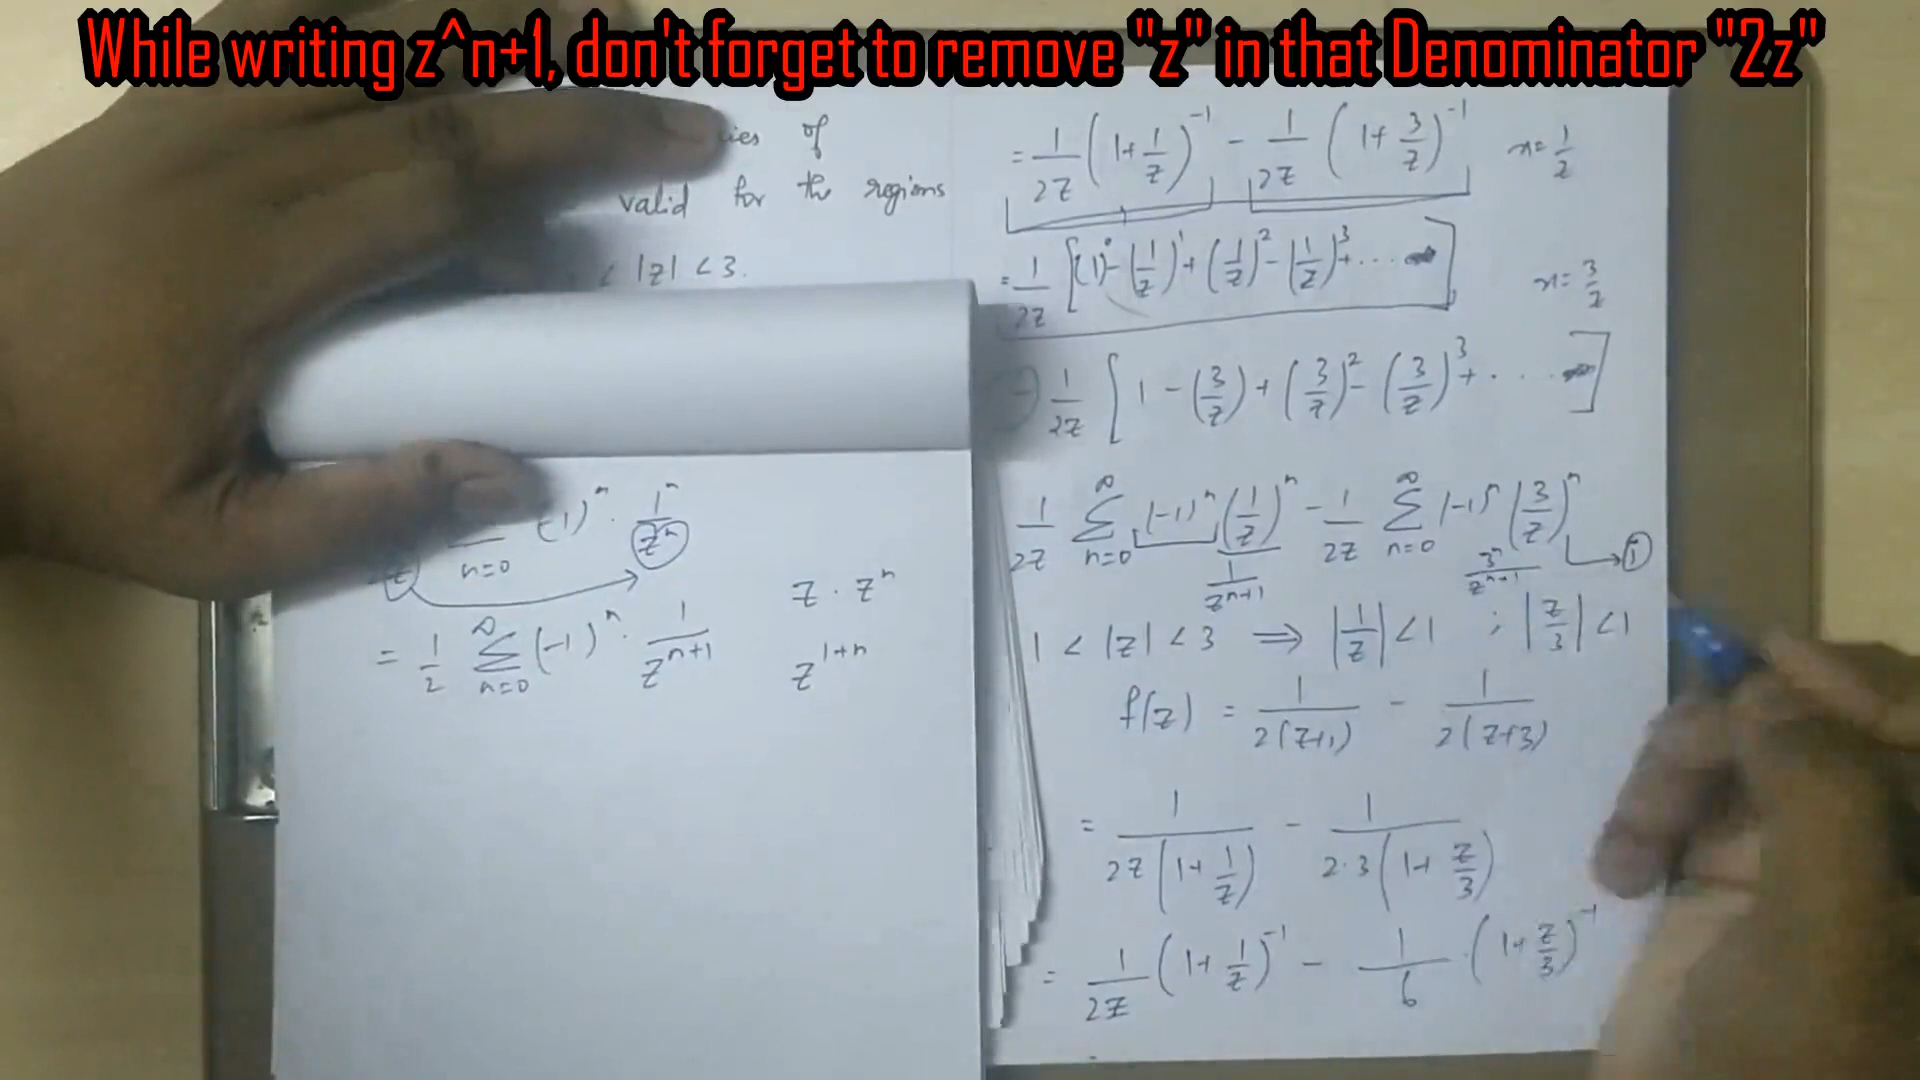 While writing z^n+1, don't forget to remove "z" in that Denominator "2z"
of
valid for the regions
< |z| < 3.
n=0 (-1)^n · 1^n/z^n
z · z^n
= 1/2 ∑_{n=0}^∞ (-1)^n · 1/z^{n+1}
z^{1+n}
= 1/2z (1+1/z)^{-1} - 1/2z (1+3/z)^{-1}
= 1/2z [(1) - (1/z)^1 + (1/z)^2 - (1/z)^3 + ....]
1/2z [1 - (3/z) + (3/z)^2 - (3/z)^3 + ....]
1/2z ∑_{n=0}^∞ (-1)^n (1/z)^n - 1/2z ∑_{n=0}^∞ (-1)^n (3/z)^n
1/z^{n+1} 3^n/z^{n+1}
1 < |z| < 3 ⟹ |1/z| < 1 ; |z/3| < 1
f(z) = 1/2(z+1) - 1/2(z+3)
= 1/2z(1+1/z) - 1/2·3(1+z/3)
= 1/2z (1+1/z)^{-1} - 1/6 · (1+z/3)^{-1}